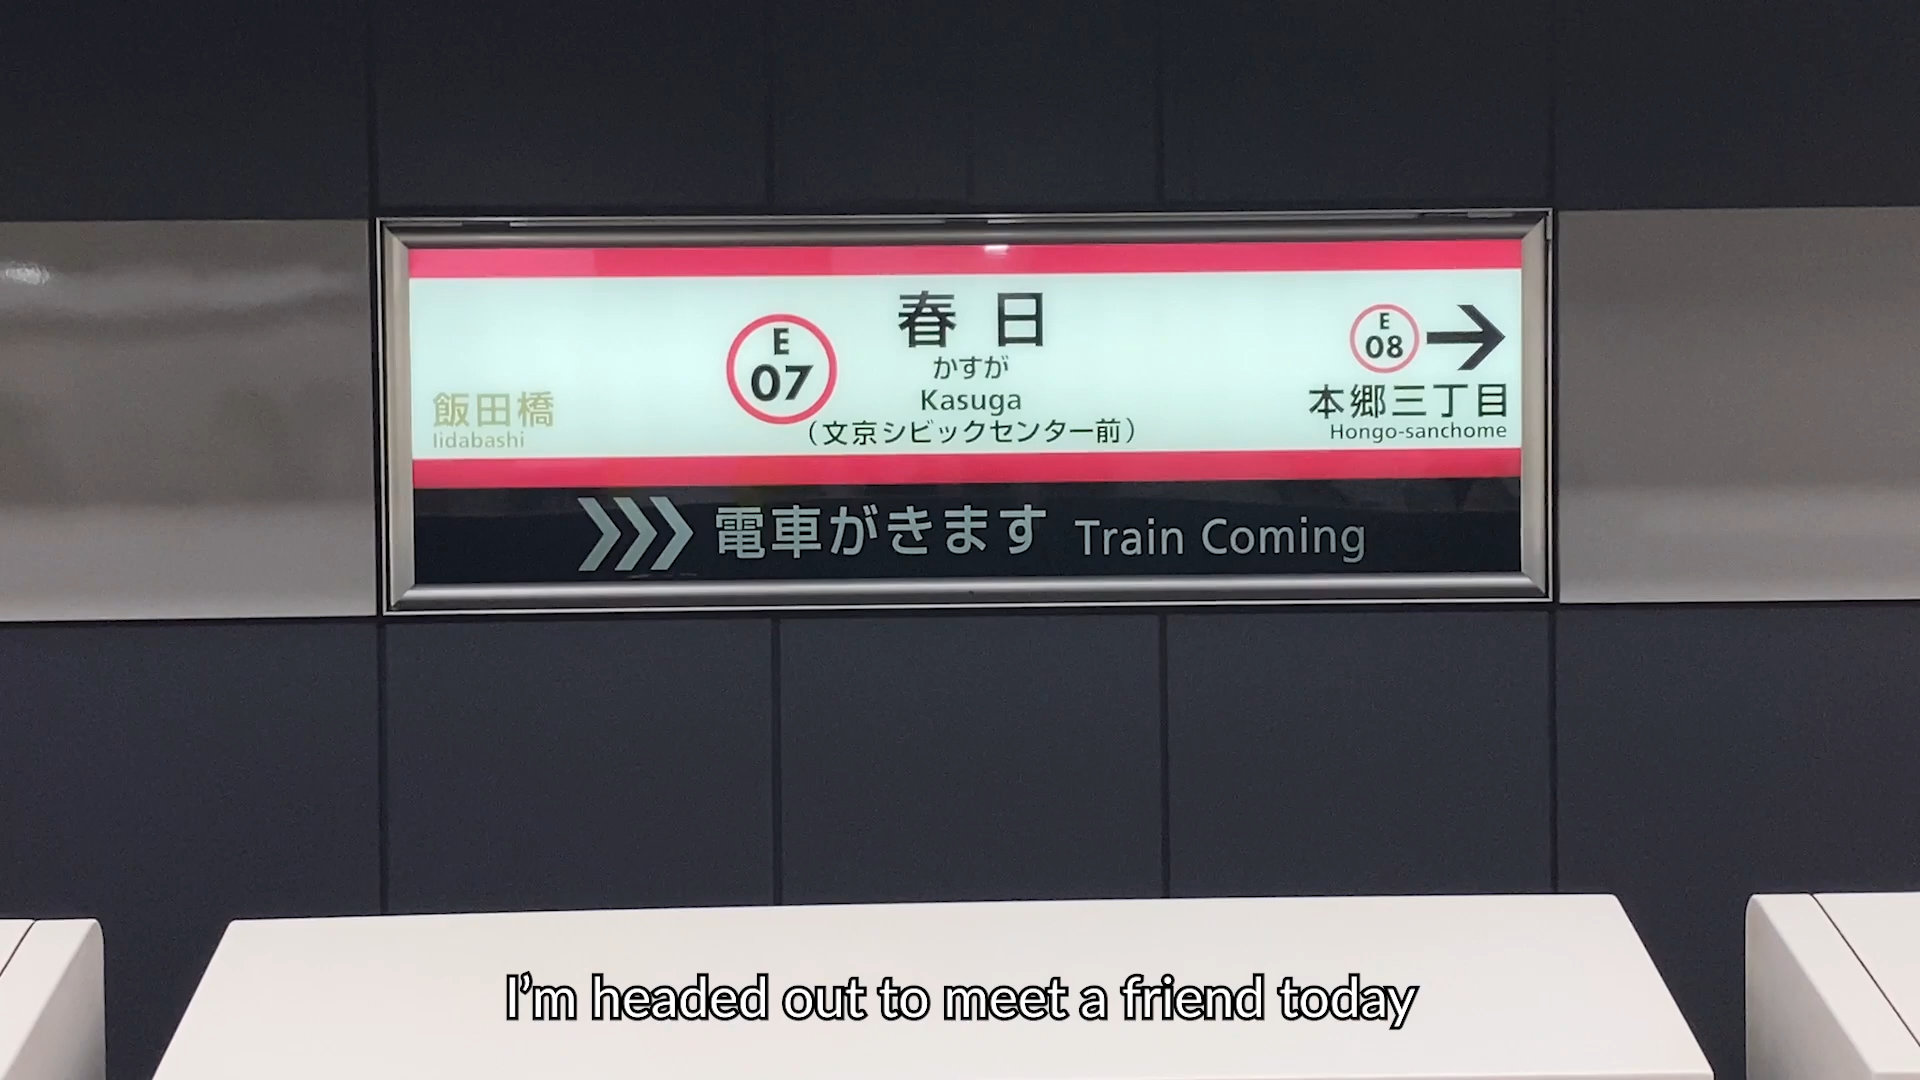 春日
E
07
かすが
Kasuga
(文京シビックセンター前)
飯田橋
Iidabashi
E
08
本郷三丁目
Hongo-sanchome
電車がきます Train Coming
I'm headed out to meet a friend today